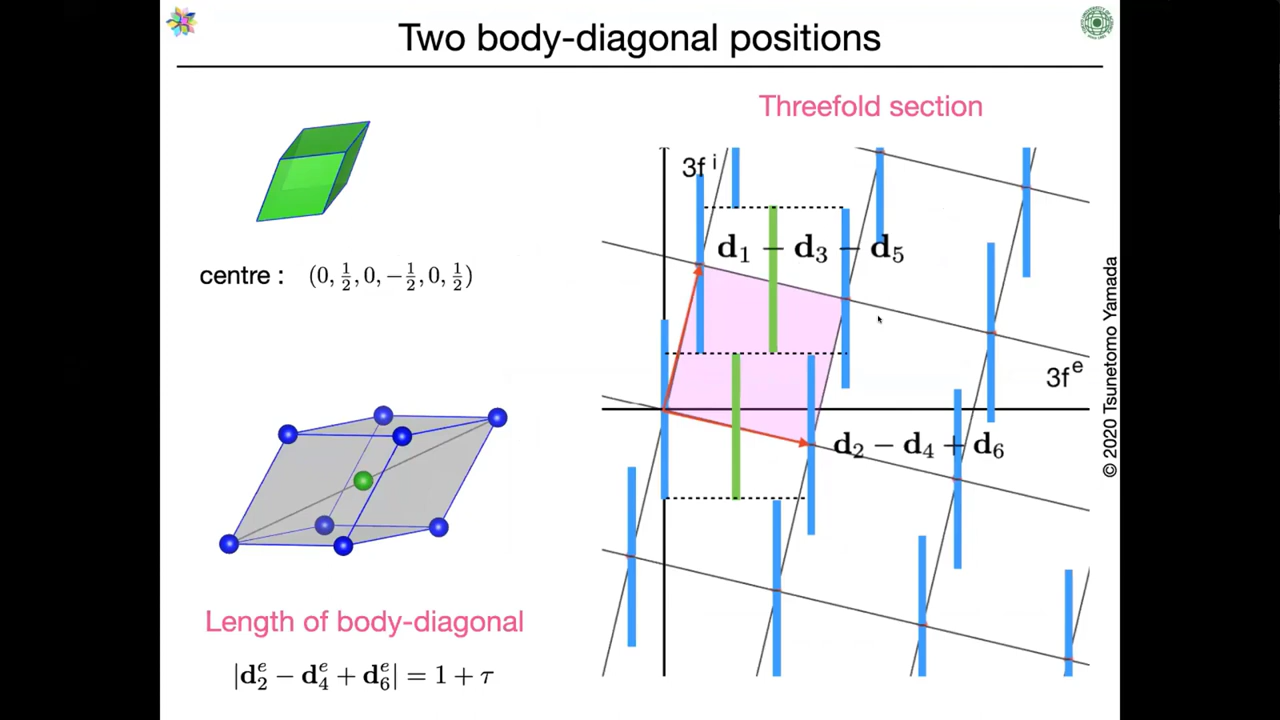 Two body-diagonal positions
Threefold section
centre : (0, 1/2, 0, −1/2, 0, 1/2)
3f i
d1 − d3 − d5
3f e
d2 − d4 + d6
Length of body-diagonal
|d2^e − d4^e + d6^e| = 1 + τ
© 2020 Tsunetomo Yamada